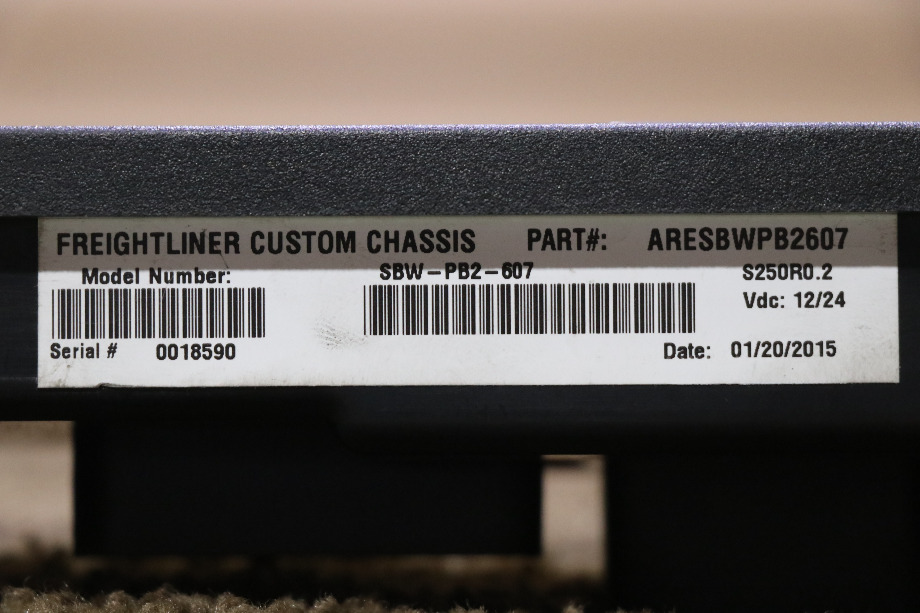 FREIGHTLINER CUSTOM CHASSIS PART#: ARESBWPB2607
Model Number: SBW-PB2-607 S250R0.2
Vdc: 12/24
Serial # 0018590 Date: 01/20/2015